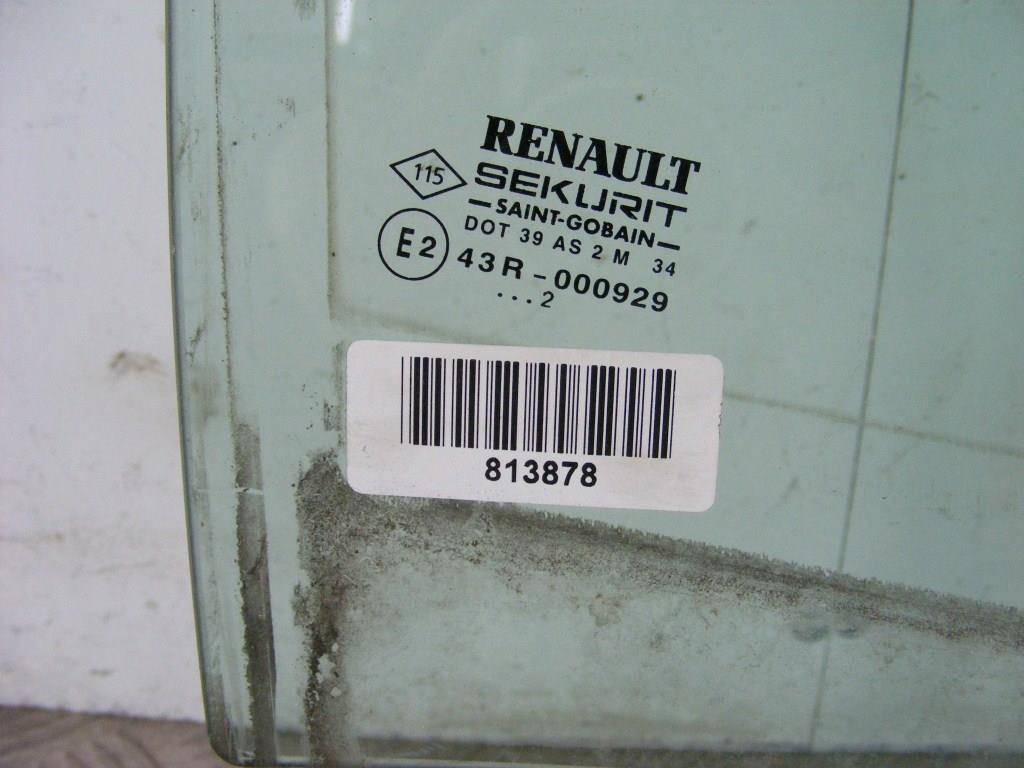 RENAULT
115
SEKURIT
—SAINT-GOBAIN—
DOT 39 AS 2 M 34
E2
43R-000929
...2
813878